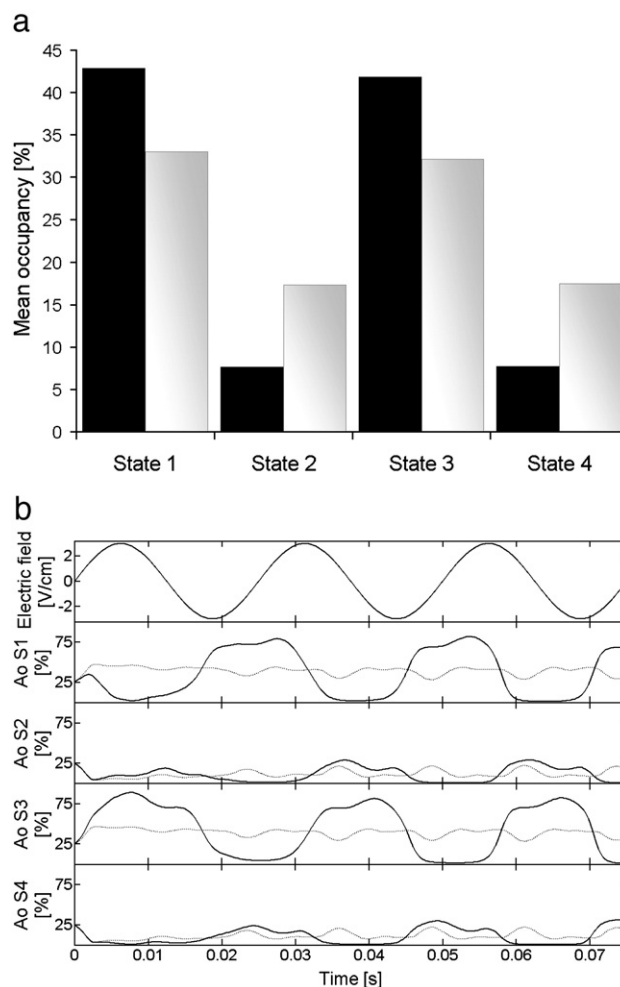 a
45
40
35
30
25
20
15
10
5
0
Mean occupancy [%]
State 1 State 2 State 3 State 4
b
Electric field
[V/cm]
2
0
-2
Ao S1
[%]
75
25
Ao S2
[%]
75
25
Ao S3
[%]
75
25
Ao S4
[%]
75
25
0 0.01 0.02 0.03 0.04 0.05 0.06 0.07
Time [s]